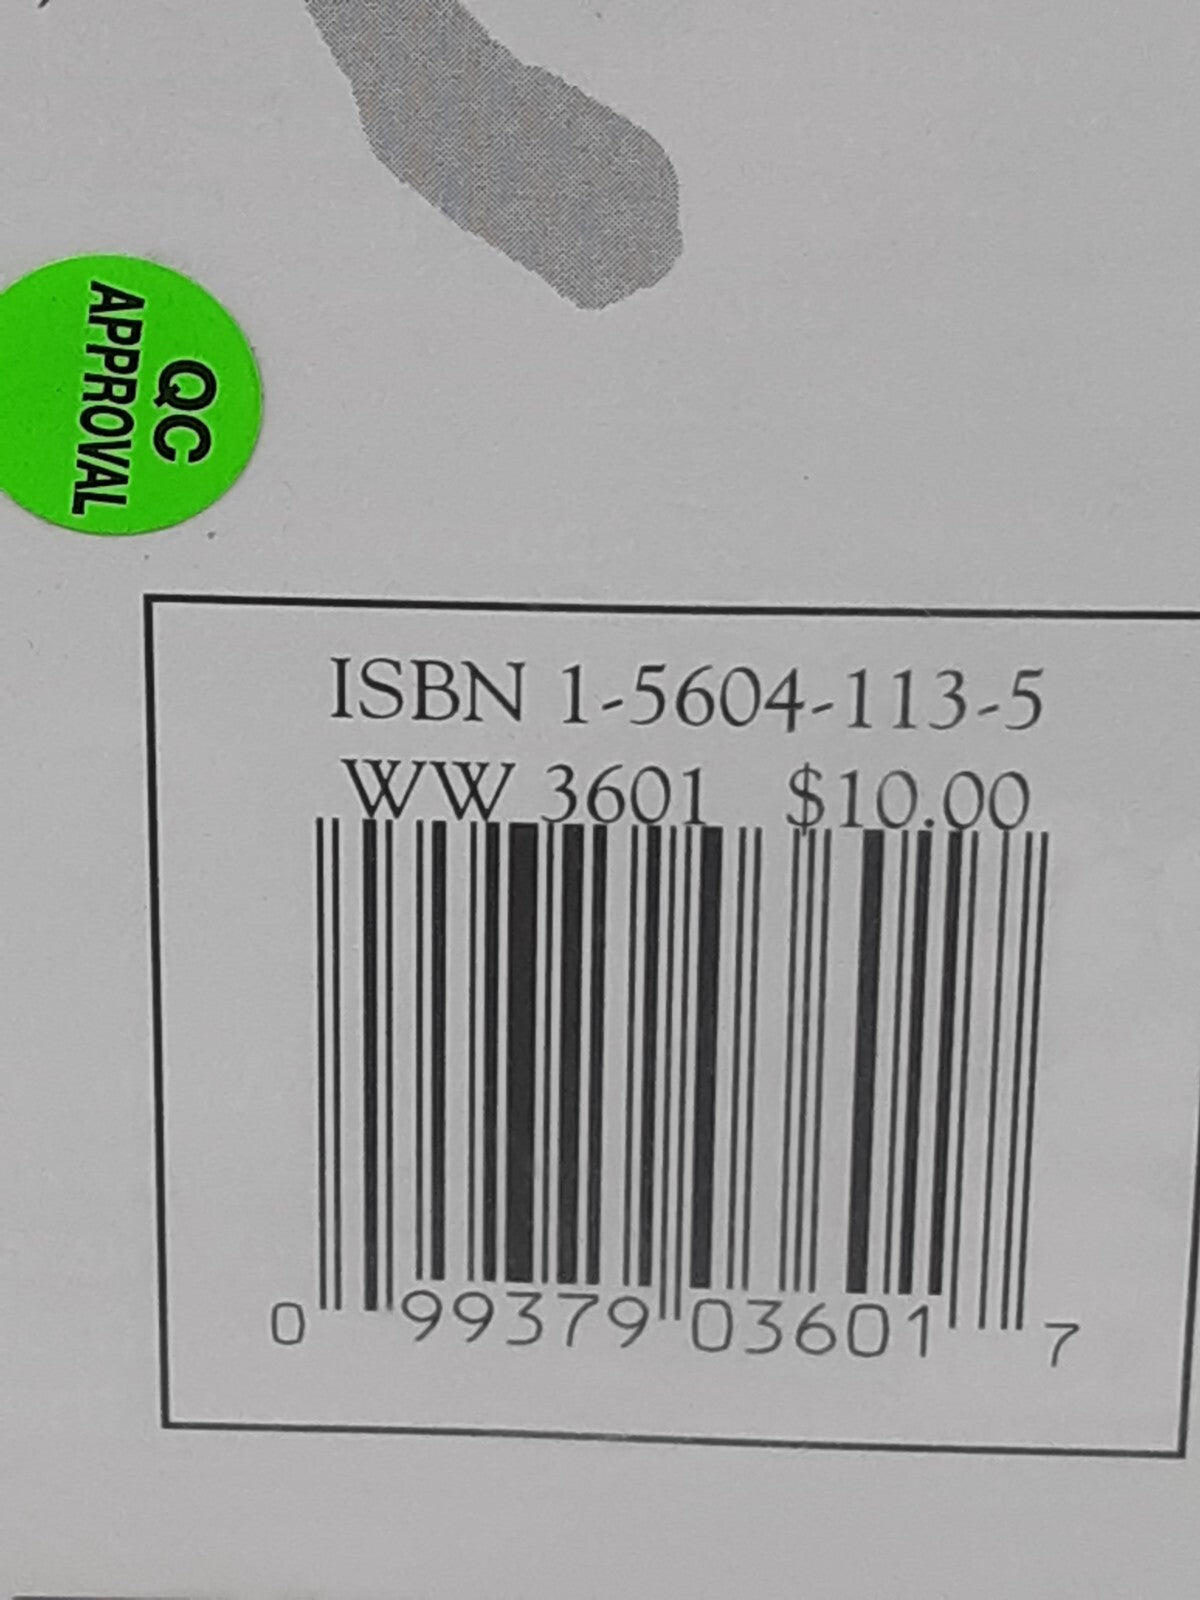 QC
APPROVAL
ISBN 1-5604-113-5
WW 3601 $10.00
0 99379 03601 7